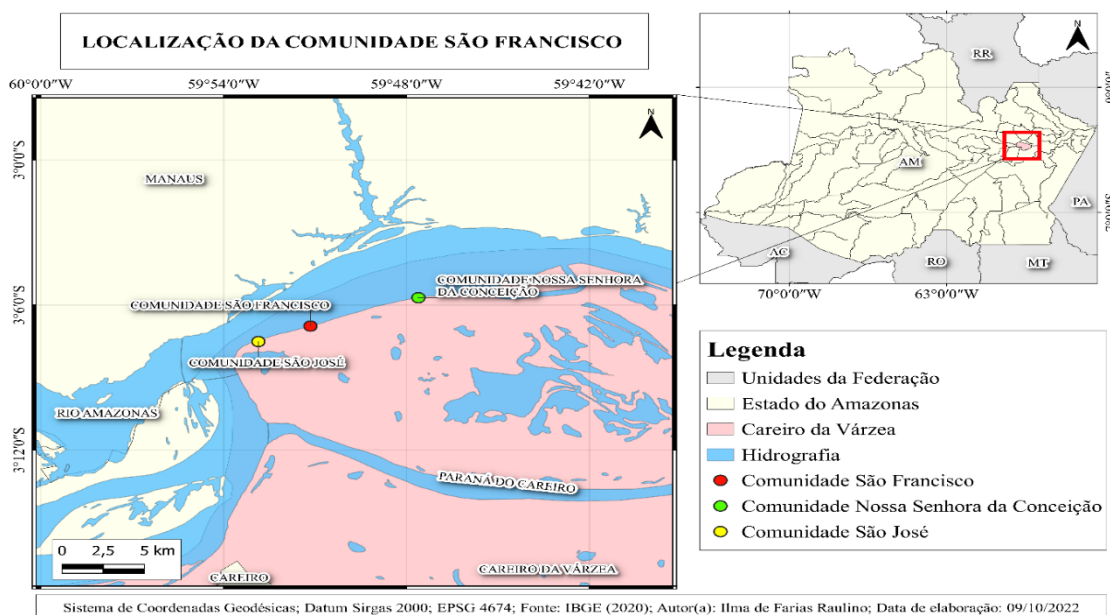 LOCALIZAÇÃO DA COMUNIDADE SÃO FRANCISCO
60°0'0"W
59°54'0"W
59°48'0"W
59°42'0"W
N
3°0'0"S
MANAUS
COMUNIDADE NOSSA SENHORA
DA CONCEIÇÃO
COMUNIDADE SÃO FRANCISCO
3°6'0"S
COMUNIDADE SÃO JOSÉ
RIO AMAZONAS
3°12'0"S
PARANÁ DO CAREIRO
0 2,5 5 km
CAREIRO
CAREIRO DA VÁRZEA
N
RR
AM
PA
AC
RO
MT
70°0'0"W
63°0'0"W
Legenda
Unidades da Federação
Estado do Amazonas
Careiro da Várzea
Hidrografia
Comunidade São Francisco
Comunidade Nossa Senhora da Conceição
Comunidade São José
Sistema de Coordenadas Geodésicas; Datum Sirgas 2000; EPSG 4674; Fonte: IBGE (2020); Autor(a): Ilma de Farias Raulino; Data de elaboração: 09/10/2022